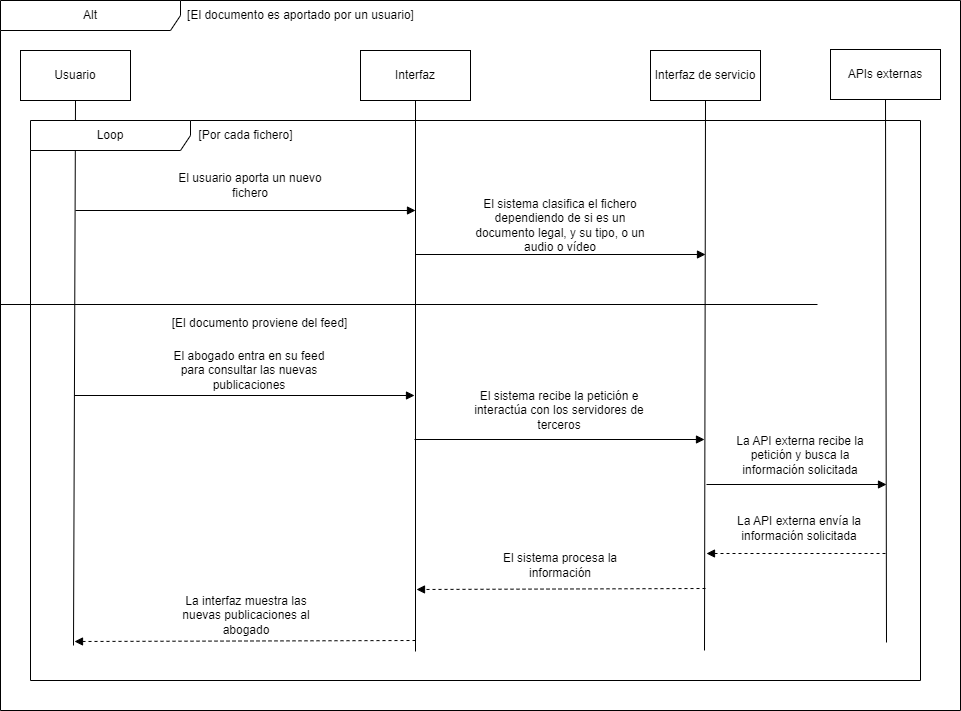 Alt
[El documento es aportado por un usuario]
Usuario
Interfaz
Interfaz de servicio
APIs externas
Loop
[Por cada fichero]
El usuario aporta un nuevo
fichero
El sistema clasifica el fichero
dependiendo de si es un
documento legal, y su tipo, o un
audio o vídeo
[El documento proviene del feed]
El abogado entra en su feed
para consultar las nuevas
publicaciones
El sistema recibe la petición e
interactúa con los servidores de
terceros
La API externa recibe la
petición y busca la
información solicitada
La API externa envía la
información solicitada
El sistema procesa la
información
La interfaz muestra las
nuevas publicaciones al
abogado